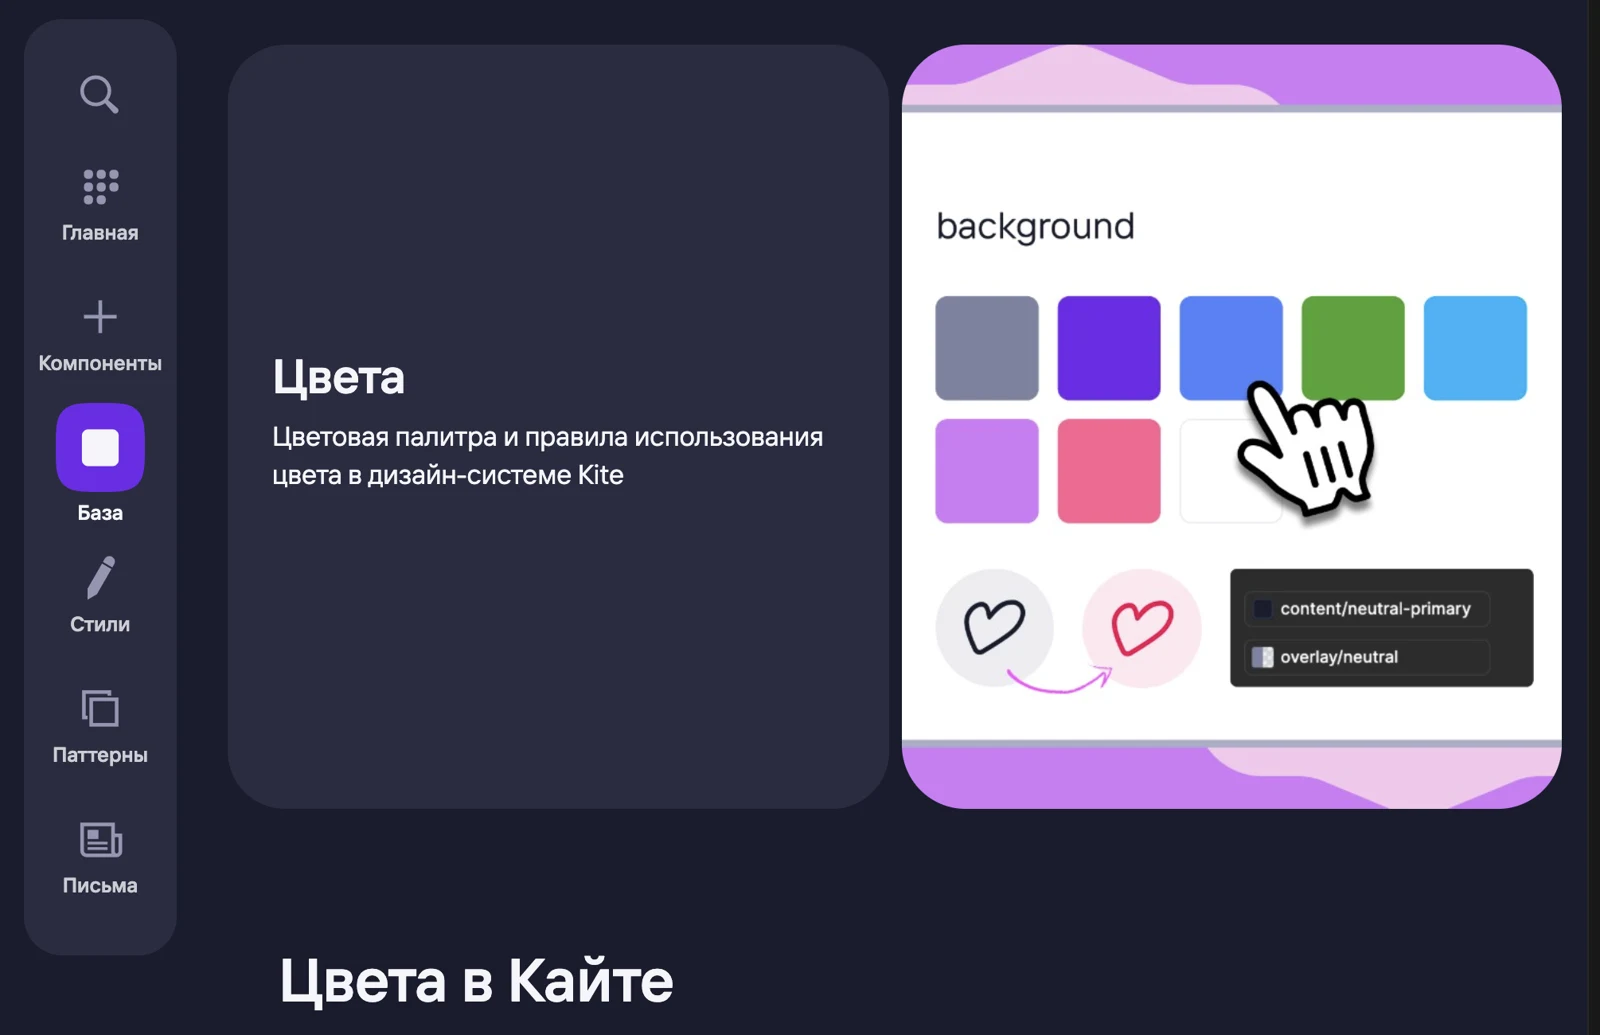 Главная
Компоненты
База
Стили
Паттерны
Письма
Цвета
Цветовая палитра и правила использования
цвета в дизайн-системе Kite
background
content/neutral-primary
overlay/neutral
Цвета в Кайте